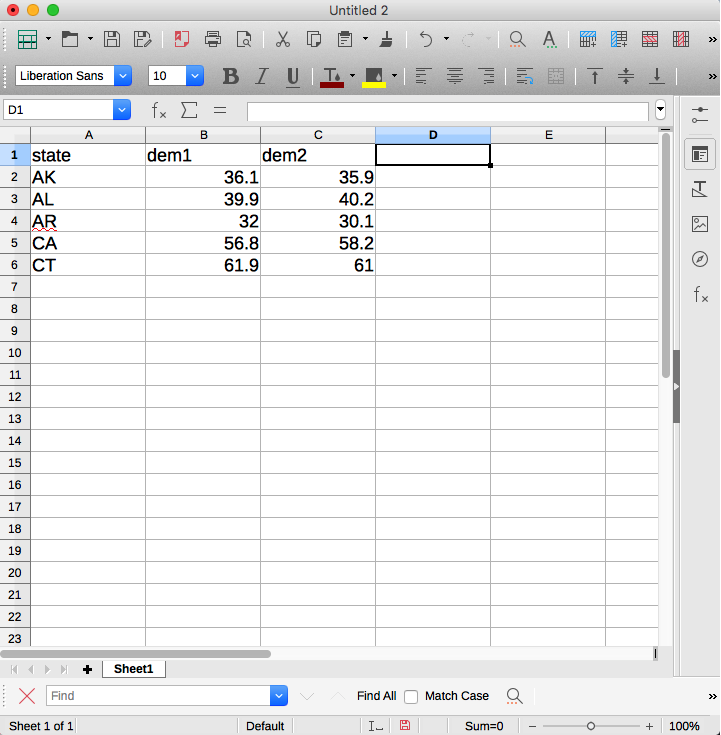 Untitled 2
Liberation Sans 10 B I U
D1
A B C D E
1 state dem1 dem2
2 AK 36.1 35.9
3 AL 39.9 40.2
4 AR 32 30.1
5 CA 56.8 58.2
6 CT 61.9 61
7
8
9
10
11
12
13
14
15
16
17
18
19
20
21
22
23
Sheet1
Find Find All Match Case
Sheet 1 of 1 Default Sum=0 100%